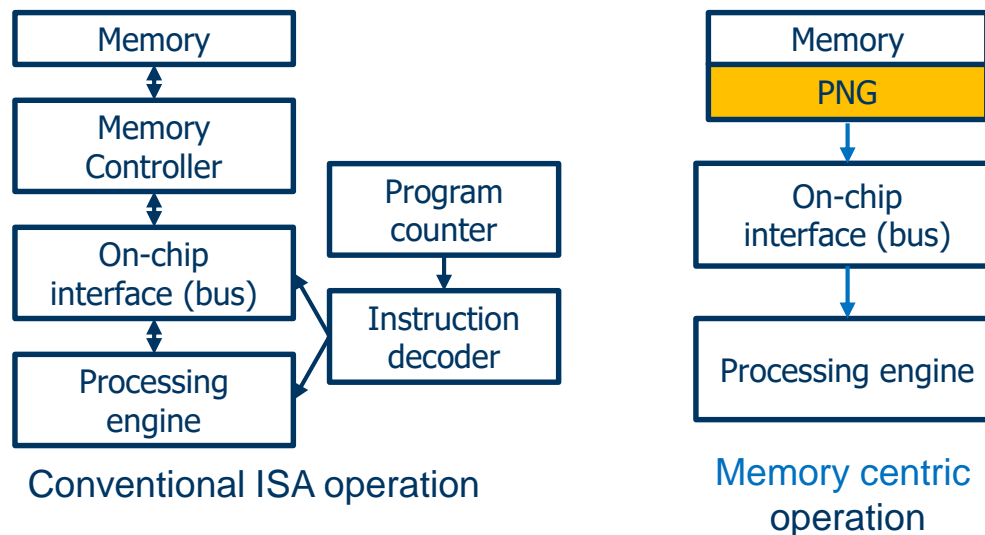 Memory
Memory
Controller
On-chip
interface (bus)
Processing
engine
Program
counter
Instruction
decoder
Conventional ISA operation
Memory
PNG
On-chip
interface (bus)
Processing engine
Memory centric
operation